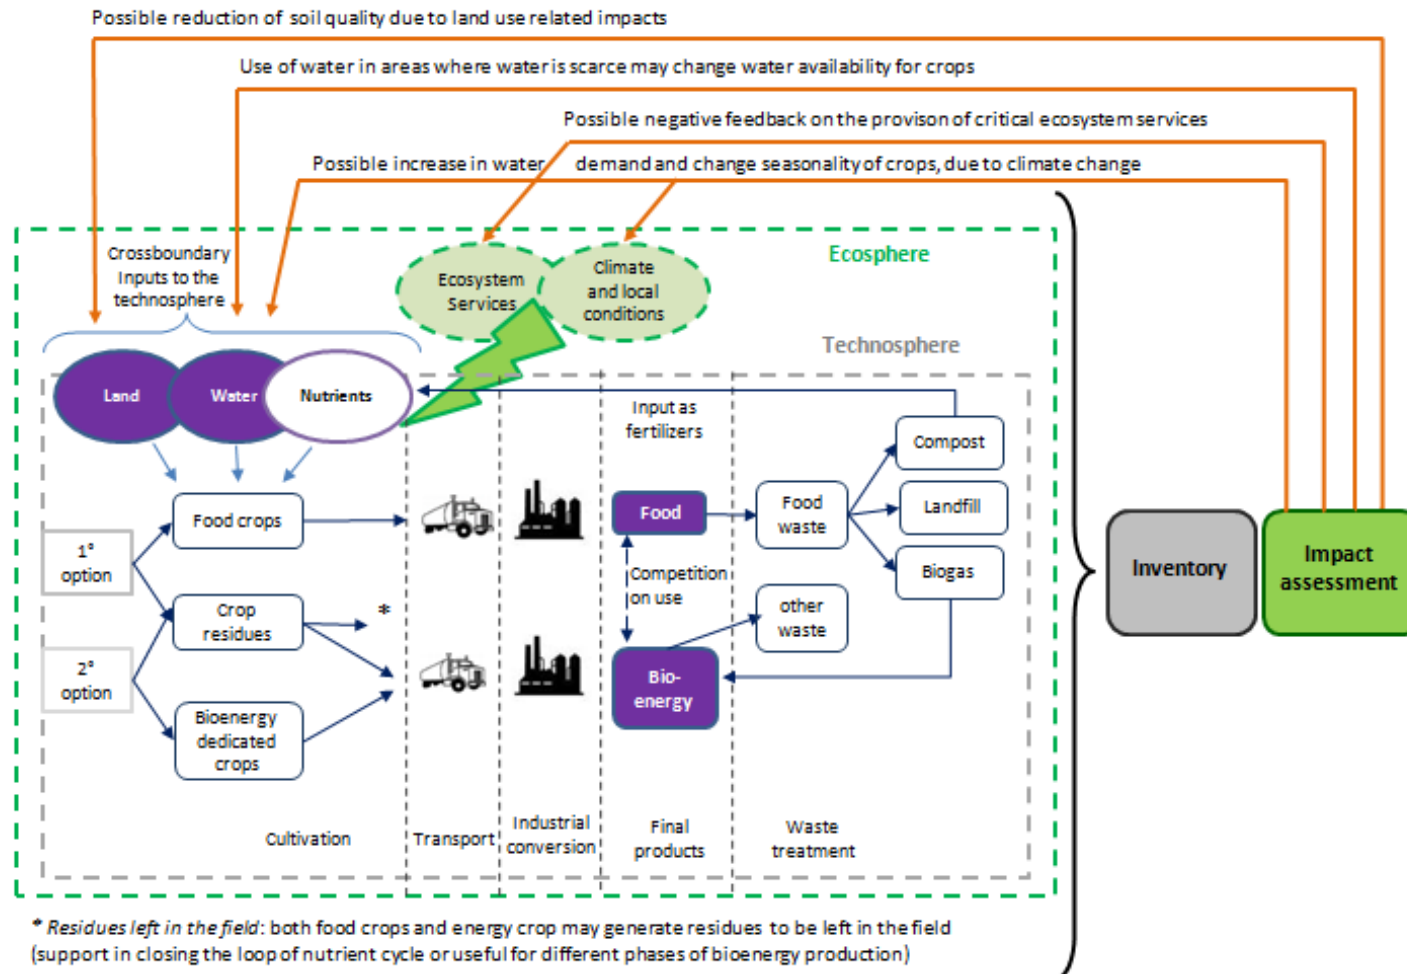 Possible reduction of soil quality due to land use related impacts
Use of water in areas where water is scarce may change water availability for crops
Possible negative feedback on the provison of critical ecosystem services
Possible increase in water demand and change seasonality of crops, due to climate change
Crossboundary
Inputs to the
technosphere
Ecosystem
Services
Climate
and local
conditions
Ecosphere
Technosphere
Land
Water
Nutrients
Input as
fertilizers
Compost
Food crops
Food
Food
waste
Landfill
1°
option
Competition
on use
Biogas
Inventory
Impact
assessment
Crop
residues
*
other
waste
2°
option
Bio-
energy
Bioenergy
dedicated
crops
Cultivation
Transport
Industrial
conversion
Final
products
Waste
treatment
* Residues left in the field: both food crops and energy crop may generate residues to be left in the field
(support in closing the loop of nutrient cycle or useful for different phases of bioenergy production)